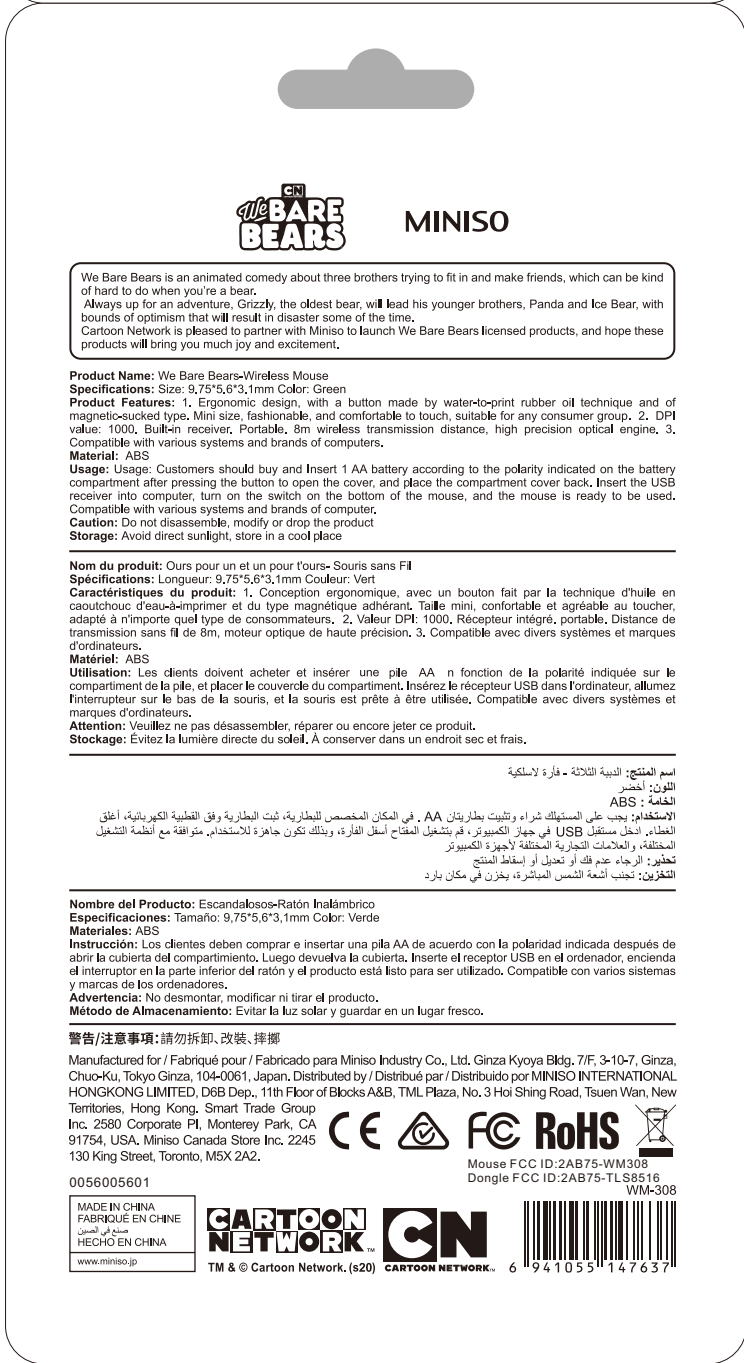 CN
We BARE
BEARS
MINISO
We Bare Bears is an animated comedy about three brothers trying to fit in and make friends, which can be kind
of hard to do when you're a bear.
Always up for an adventure, Grizzly, the oldest bear, will lead his younger brothers, Panda and Ice Bear, with
bounds of optimism that will result in disaster some of the time.
Cartoon Network is pleased to partner with Miniso to launch We Bare Bears licensed products, and hope these
products will bring you much joy and excitement.
Product Name: We Bare Bears-Wireless Mouse
Specifications: Size: 9.75*5.6*3.1mm Color: Green
Product Features: 1. Ergonomic design, with a button made by water-to-print rubber oil technique and of
magnetic-sucked type. Mini size, fashionable, and comfortable to touch, suitable for any consumer group. 2. DPI
value: 1000. Built-in receiver. Portable. 8m wireless transmission distance, high precision optical engine. 3.
Compatible with various systems and brands of computers.
Material: ABS
Usage: Usage: Customers should buy and Insert 1 AA battery according to the polarity indicated on the battery
compartment after pressing the button to open the cover, and place the compartment cover back. Insert the USB
receiver into computer, turn on the switch on the bottom of the mouse, and the mouse is ready to be used.
Compatible with various systems and brands of computer.
Caution: Do not disassemble, modify or drop the product
Storage: Avoid direct sunlight, store in a cool place
Nom du produit: Ours pour un et un pour t'ours- Souris sans Fil
Spécifications: Longueur: 9.75*5.6*3.1mm Couleur: Vert
Caractéristiques du produit: 1. Conception ergonomique, avec un bouton fait par la technique d'huile en
caoutchouc d'eau-à-imprimer et du type magnétique adhérant. Taille mini, confortable et agréable au toucher,
adapté à n'importe quel type de consommateurs. 2. Valeur DPI: 1000. Récepteur intégré. portable. Distance de
transmission sans fil de 8m, moteur optique de haute précision. 3. Compatible avec divers systèmes et marques
d'ordinateurs.
Matériel: ABS
Utilisation: Les clients doivent acheter et insérer une pile AA n fonction de la polarité indiquée sur le
compartiment de la pile, et placer le couvercle du compartiment. Insérez le récepteur USB dans l'ordinateur, allumez
l'interrupteur sur le bas de la souris, et la souris est prête à être utilisée. Compatible avec divers systèmes et
marques d'ordinateurs.
Attention: Veuillez ne pas désassembler, réparer ou encore jeter ce produit.
Stockage: Évitez la lumière directe du soleil. À conserver dans un endroit sec et frais.
اسم المنتج: الدببة الثلاثة - فأرة لاسلكية
اللون: أخضر
الخامة : ABS
الاستخدام: يجب على المستهلك شراء وتثبيت بطاريتان AA . في المكان المخصص للبطارية، ثبت البطارية وفق القطبية الكهربائية، أغلق
الغطاء. ادخل مستقبل USB في جهاز الكمبيوتر، قم بتشغيل المفتاح أسفل الفأرة، وبذلك تكون جاهزة للاستخدام. متوافقة مع أنظمة التشغيل
المختلفة، والعلامات التجارية المختلفة لأجهزة الكمبيوتر
تحذير: الرجاء عدم فك أو تعديل أو إسقاط المنتج
التخزين: تجنب أشعة الشمس المباشرة، يخزن في مكان بارد
Nombre del Producto: Escandalosos-Ratón Inalámbrico
Especificaciones: Tamaño: 9,75*5,6*3,1mm Color: Verde
Materiales: ABS
Instrucción: Los clientes deben comprar e insertar una pila AA de acuerdo con la polaridad indicada después de
abrir la cubierta del compartimiento. Luego devuelva la cubierta. Inserte el receptor USB en el ordenador, encienda
el interruptor en la parte inferior del ratón y el producto está listo para ser utilizado. Compatible con varios sistemas
y marcas de los ordenadores.
Advertencia: No desmontar, modificar ni tirar el producto.
Método de Almacenamiento: Evitar la luz solar y guardar en un lugar fresco.
警告/注意事項:請勿拆卸、改裝、摔擲
Manufactured for / Fabriqué pour / Fabricado para Miniso Industry Co., Ltd. Ginza Kyoya Bldg. 7/F, 3-10-7, Ginza,
Chuo-Ku, Tokyo Ginza, 104-0061, Japan. Distributed by / Distribué par / Distribuido por MINISO INTERNATIONAL
HONGKONG LIMITED, D6B Dep., 11th Floor of Blocks A&B, TML Plaza, No. 3 Hoi Shing Road, Tsuen Wan, New
Territories, Hong Kong. Smart Trade Group
Inc. 2580 Corporate Pl, Monterey Park, CA
91754, USA. Miniso Canada Store Inc. 2245
130 King Street, Toronto, M5X 2A2.
CE FC RoHS
Mouse FCC ID:2AB75-WM308
Dongle FCC ID:2AB75-TLS8516
WM-308
0056005601
MADE IN CHINA
FABRIQUÉ EN CHINE
صنع في الصين
HECHO EN CHINA
www.miniso.jp
CARTOON
NETWORK TM
TM & © Cartoon Network. (s20)
CN
CARTOON NETWORK TM
6 941055 147637